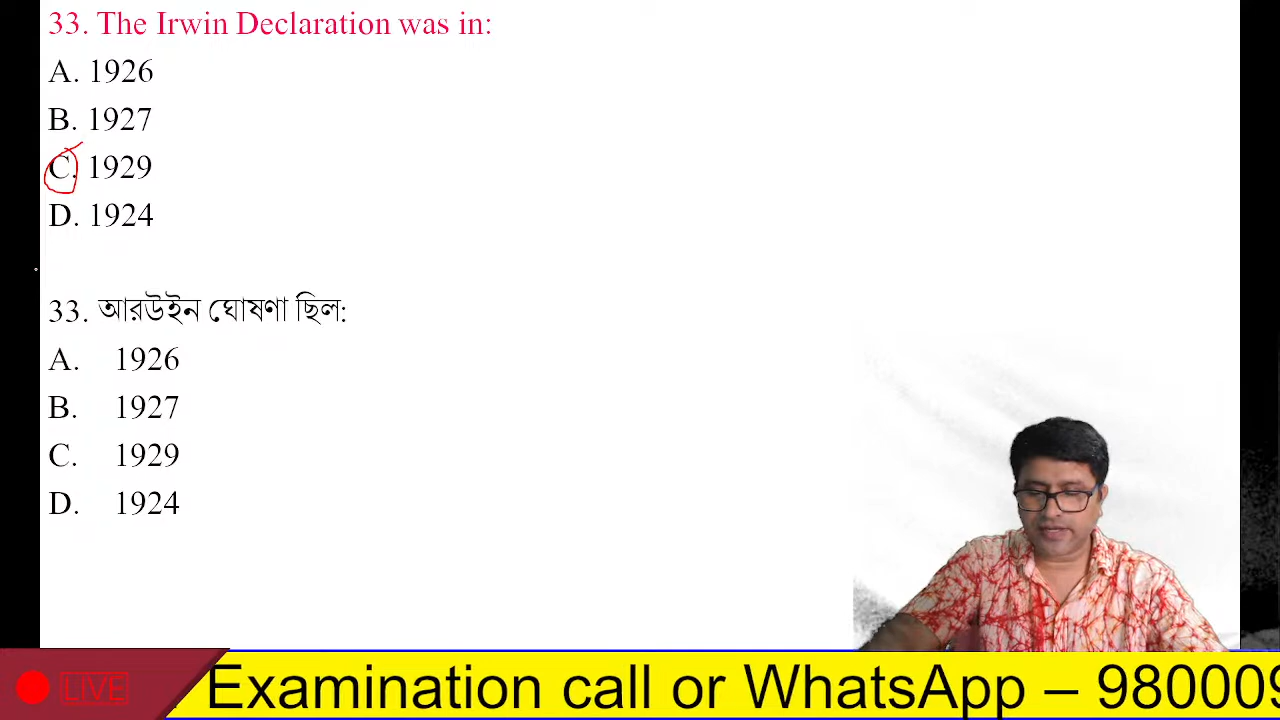 33. The Irwin Declaration was in:
A. 1926
B. 1927
C. 1929
D. 1924
33. আরউইন ঘোষণা ছিল:
A. 1926
B. 1927
C. 1929
D. 1924
LIVE Examination call or WhatsApp – 98000